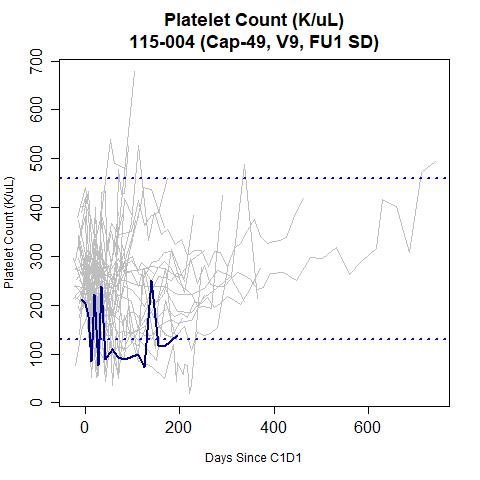 Platelet Count (K/uL)
115-004 (Cap-49, V9, FU1 SD)
Platelet Count (K/uL)
700
600
500
400
300
200
100
0
0 200 400 600
Days Since C1D1